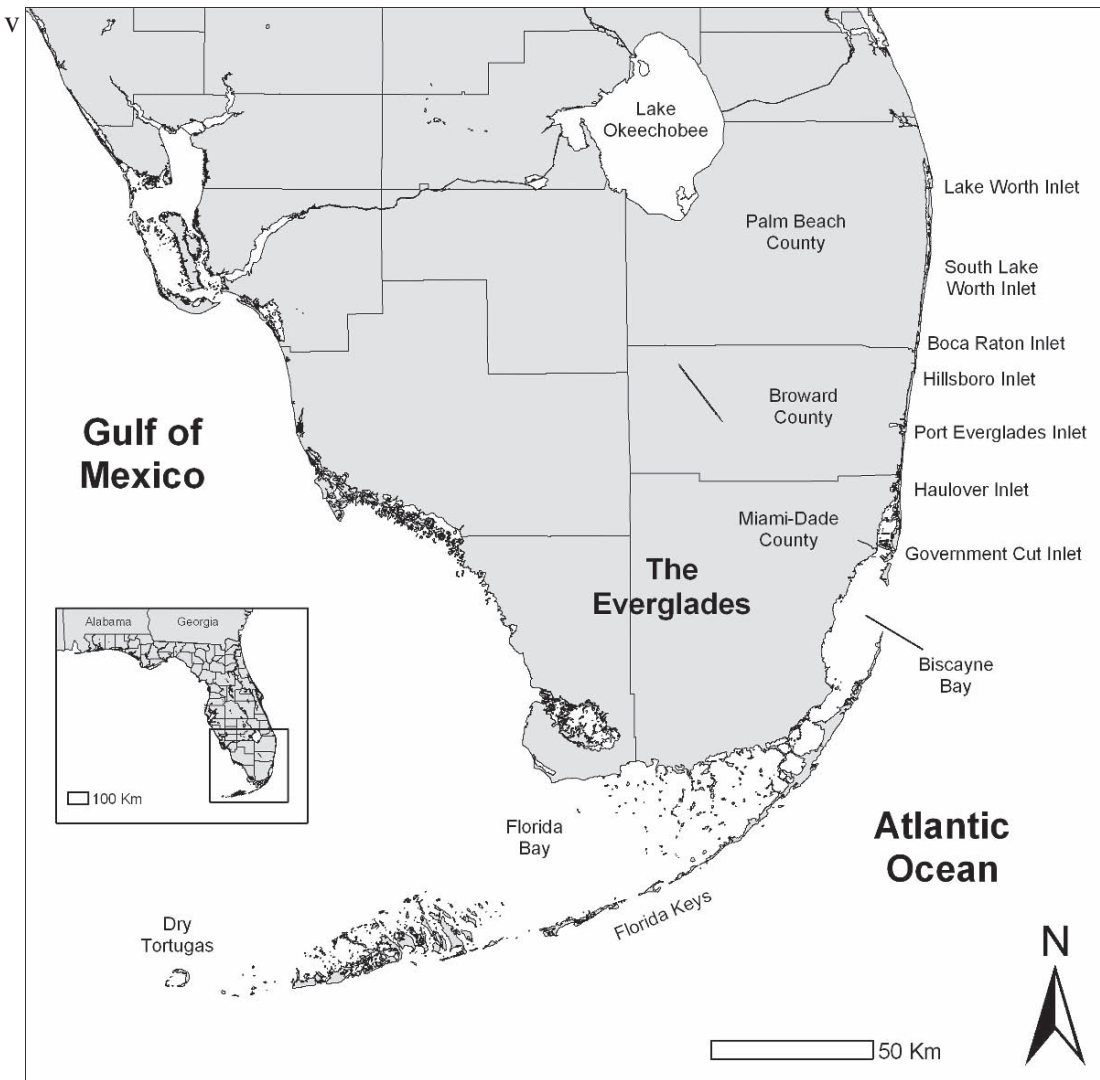 v
Lake
Okeechobee
Lake Worth Inlet
Palm Beach
County
South Lake
Worth Inlet
Boca Raton Inlet
Hillsboro Inlet
Broward
County
Gulf of
Mexico
Port Everglades Inlet
Haulover Inlet
Miami-Dade
County
Government Cut Inlet
The
Everglades
Alabama
Georgia
Biscayne
Bay
100 Km
Florida
Bay
Atlantic
Ocean
Florida Keys
Dry
Tortugas
N
50 Km